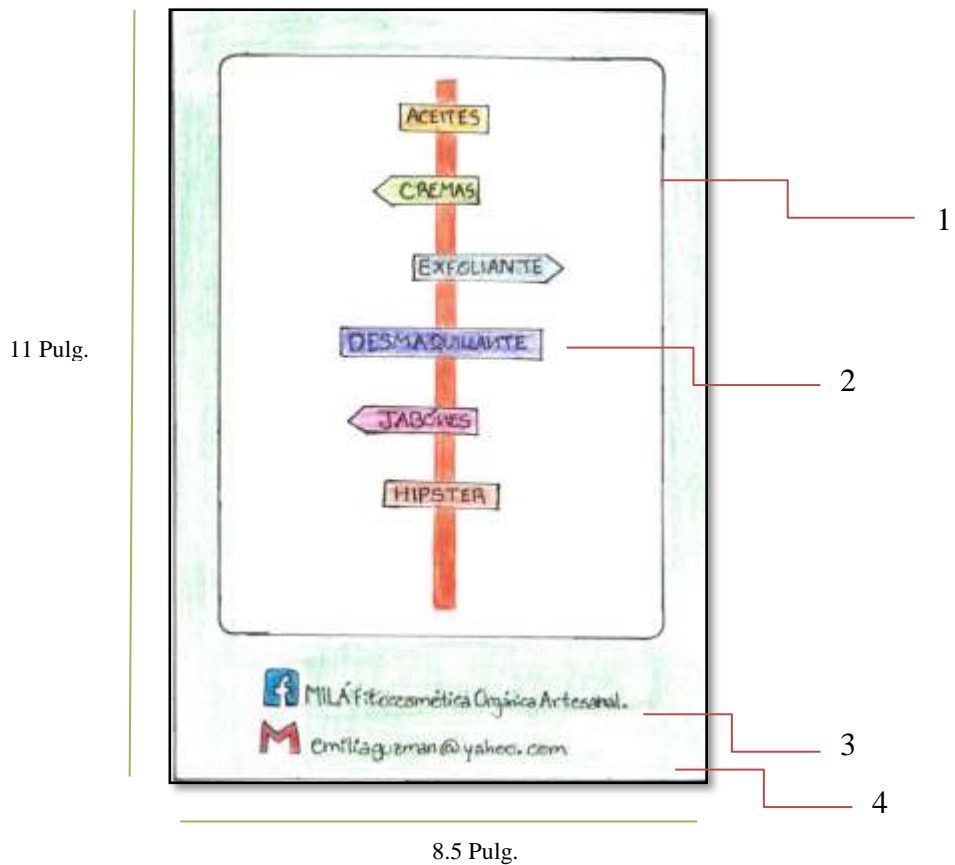 ACEITES
CREMAS
1
EXFOLIANTE
11 Pulg.
DESMAQUILLANTE
2
JABÓNES
HIPSTER
MILÁ Fitocosmética Orgánica Artesanal.
3
emiliaguzman@yahoo.com
4
8.5 Pulg.